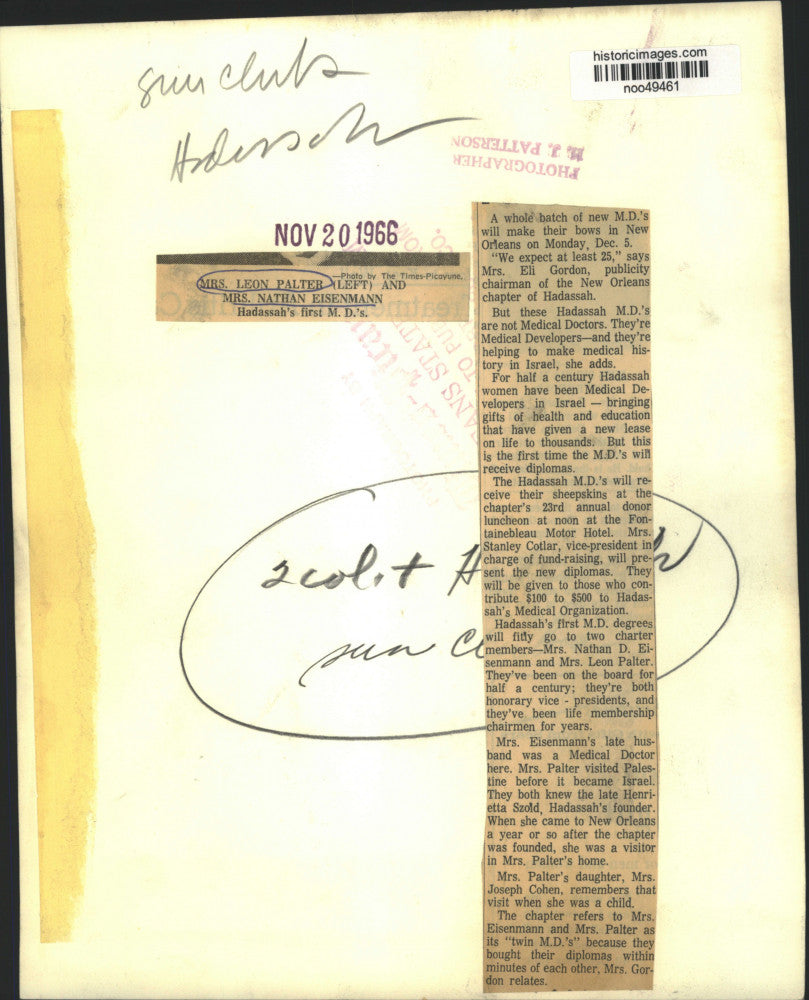 historicimages.com
noo49461
sun clubs
Hadassah
PHOTOGRAPHER
H. J. PATTERSON
NOV 20 1966
—Photo by The Times-Picayune.
MRS. LEON PALTER (LEFT) AND
MRS. NATHAN EISENMANN
Hadassah's first M. D.'s.
A whole batch of new M.D.'s
will make their bows in New
Orleans on Monday, Dec. 5.
"We expect at least 25," says
Mrs. Eli Gordon, publicity
chairman of the New Orleans
chapter of Hadassah.
But these Hadassah M.D.'s
are not Medical Doctors. They're
Medical Developers—and they're
helping to make medical his-
tory in Israel, she adds.
For half a century Hadassah
women have been Medical De-
velopers in Israel — bringing
gifts of health and education
that have given a new lease
on life to thousands. But this
is the first time the M.D.'s will
receive diplomas.
The Hadassah M.D.'s will re-
ceive their sheepskins at the
chapter's 23rd annual donor
luncheon at noon at the Fon-
tainebleau Motor Hotel. Mrs.
Stanley Cotlar, vice-president in
charge of fund-raising, will pre-
sent the new diplomas. They
will be given to those who con-
tribute $100 to $500 to Hadas-
sah's Medical Organization.
Hadassah's first M.D. degrees
will fitly go to two charter
members—Mrs. Nathan D. Ei-
senmann and Mrs. Leon Palter.
They've been on the board for
half a century; they're both
honorary vice - presidents, and
they've been life membership
chairmen for years.
Mrs. Eisenmann's late hus-
band was a Medical Doctor
here. Mrs. Palter visited Pales-
tine before it became Israel.
They both knew the late Henri-
etta Szold, Hadassah's founder.
When she came to New Orleans
a year or so after the chapter
was founded, she was a visitor
in Mrs. Palter's home.
Mrs. Palter's daughter, Mrs.
Joseph Cohen, remembers that
visit when she was a child.
The chapter refers to Mrs.
Eisenmann and Mrs. Palter as
its "twin M.D.'s" because they
bought their diplomas within
minutes of each other, Mrs. Gor-
don relates.
2 col. + H
sun C